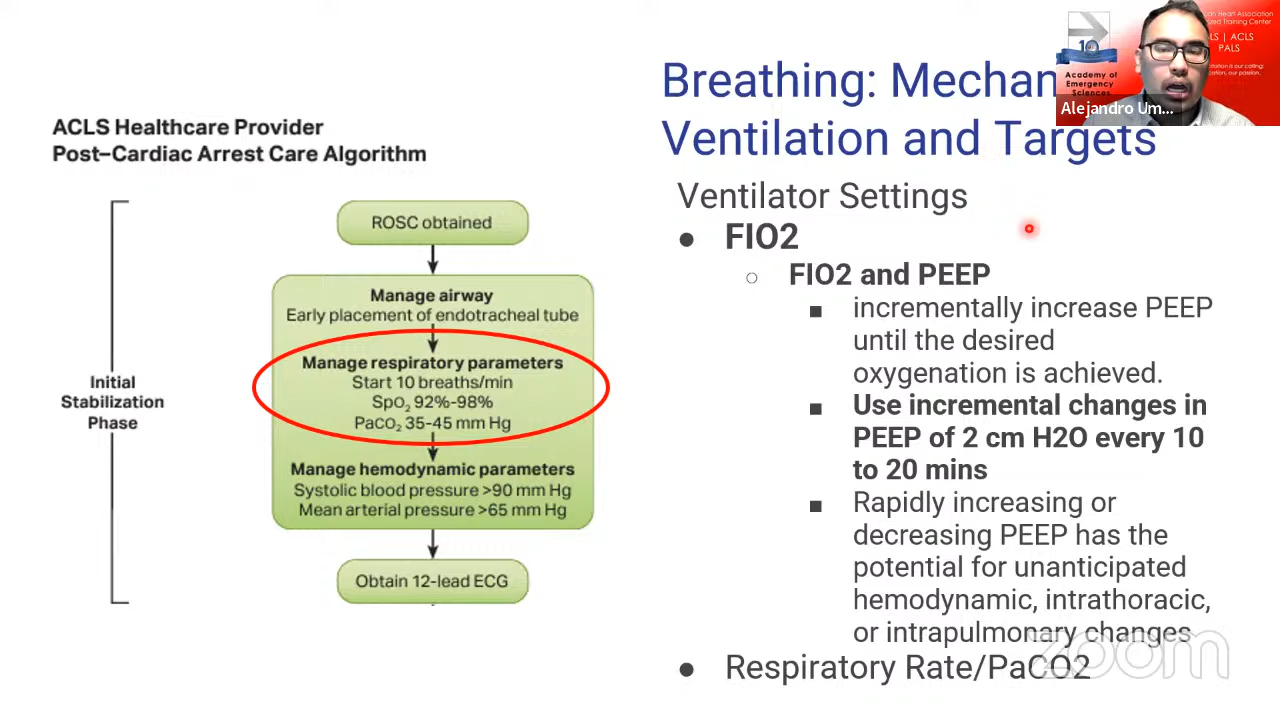 ACLS Healthcare Provider
Post–Cardiac Arrest Care Algorithm
ROSC obtained
Manage airway
Early placement of endotracheal tube
Manage respiratory parameters
Start 10 breaths/min
SpO₂ 92%-98%
PaCO₂ 35-45 mm Hg
Manage hemodynamic parameters
Systolic blood pressure >90 mm Hg
Mean arterial pressure >65 mm Hg
Obtain 12-lead ECG
Initial
Stabilization
Phase
Breathing:
Ventilation and Targets
Ventilator Settings
● FIO2
○ FIO2 and PEEP
■ incrementally increase PEEP
until the desired
oxygenation is achieved.
■ Use incremental changes in
PEEP of 2 cm H2O every 10
to 20 mins
■ Rapidly increasing or
decreasing PEEP has the
potential for unanticipated
hemodynamic, intrathoracic,
or intrapulmonary changes
● Respiratory Rate/PaCO2
10
Academy of
Emergency
Sciences
Heart Association
Training Center
ACLS
PALS
Alejandro Um...
zoom